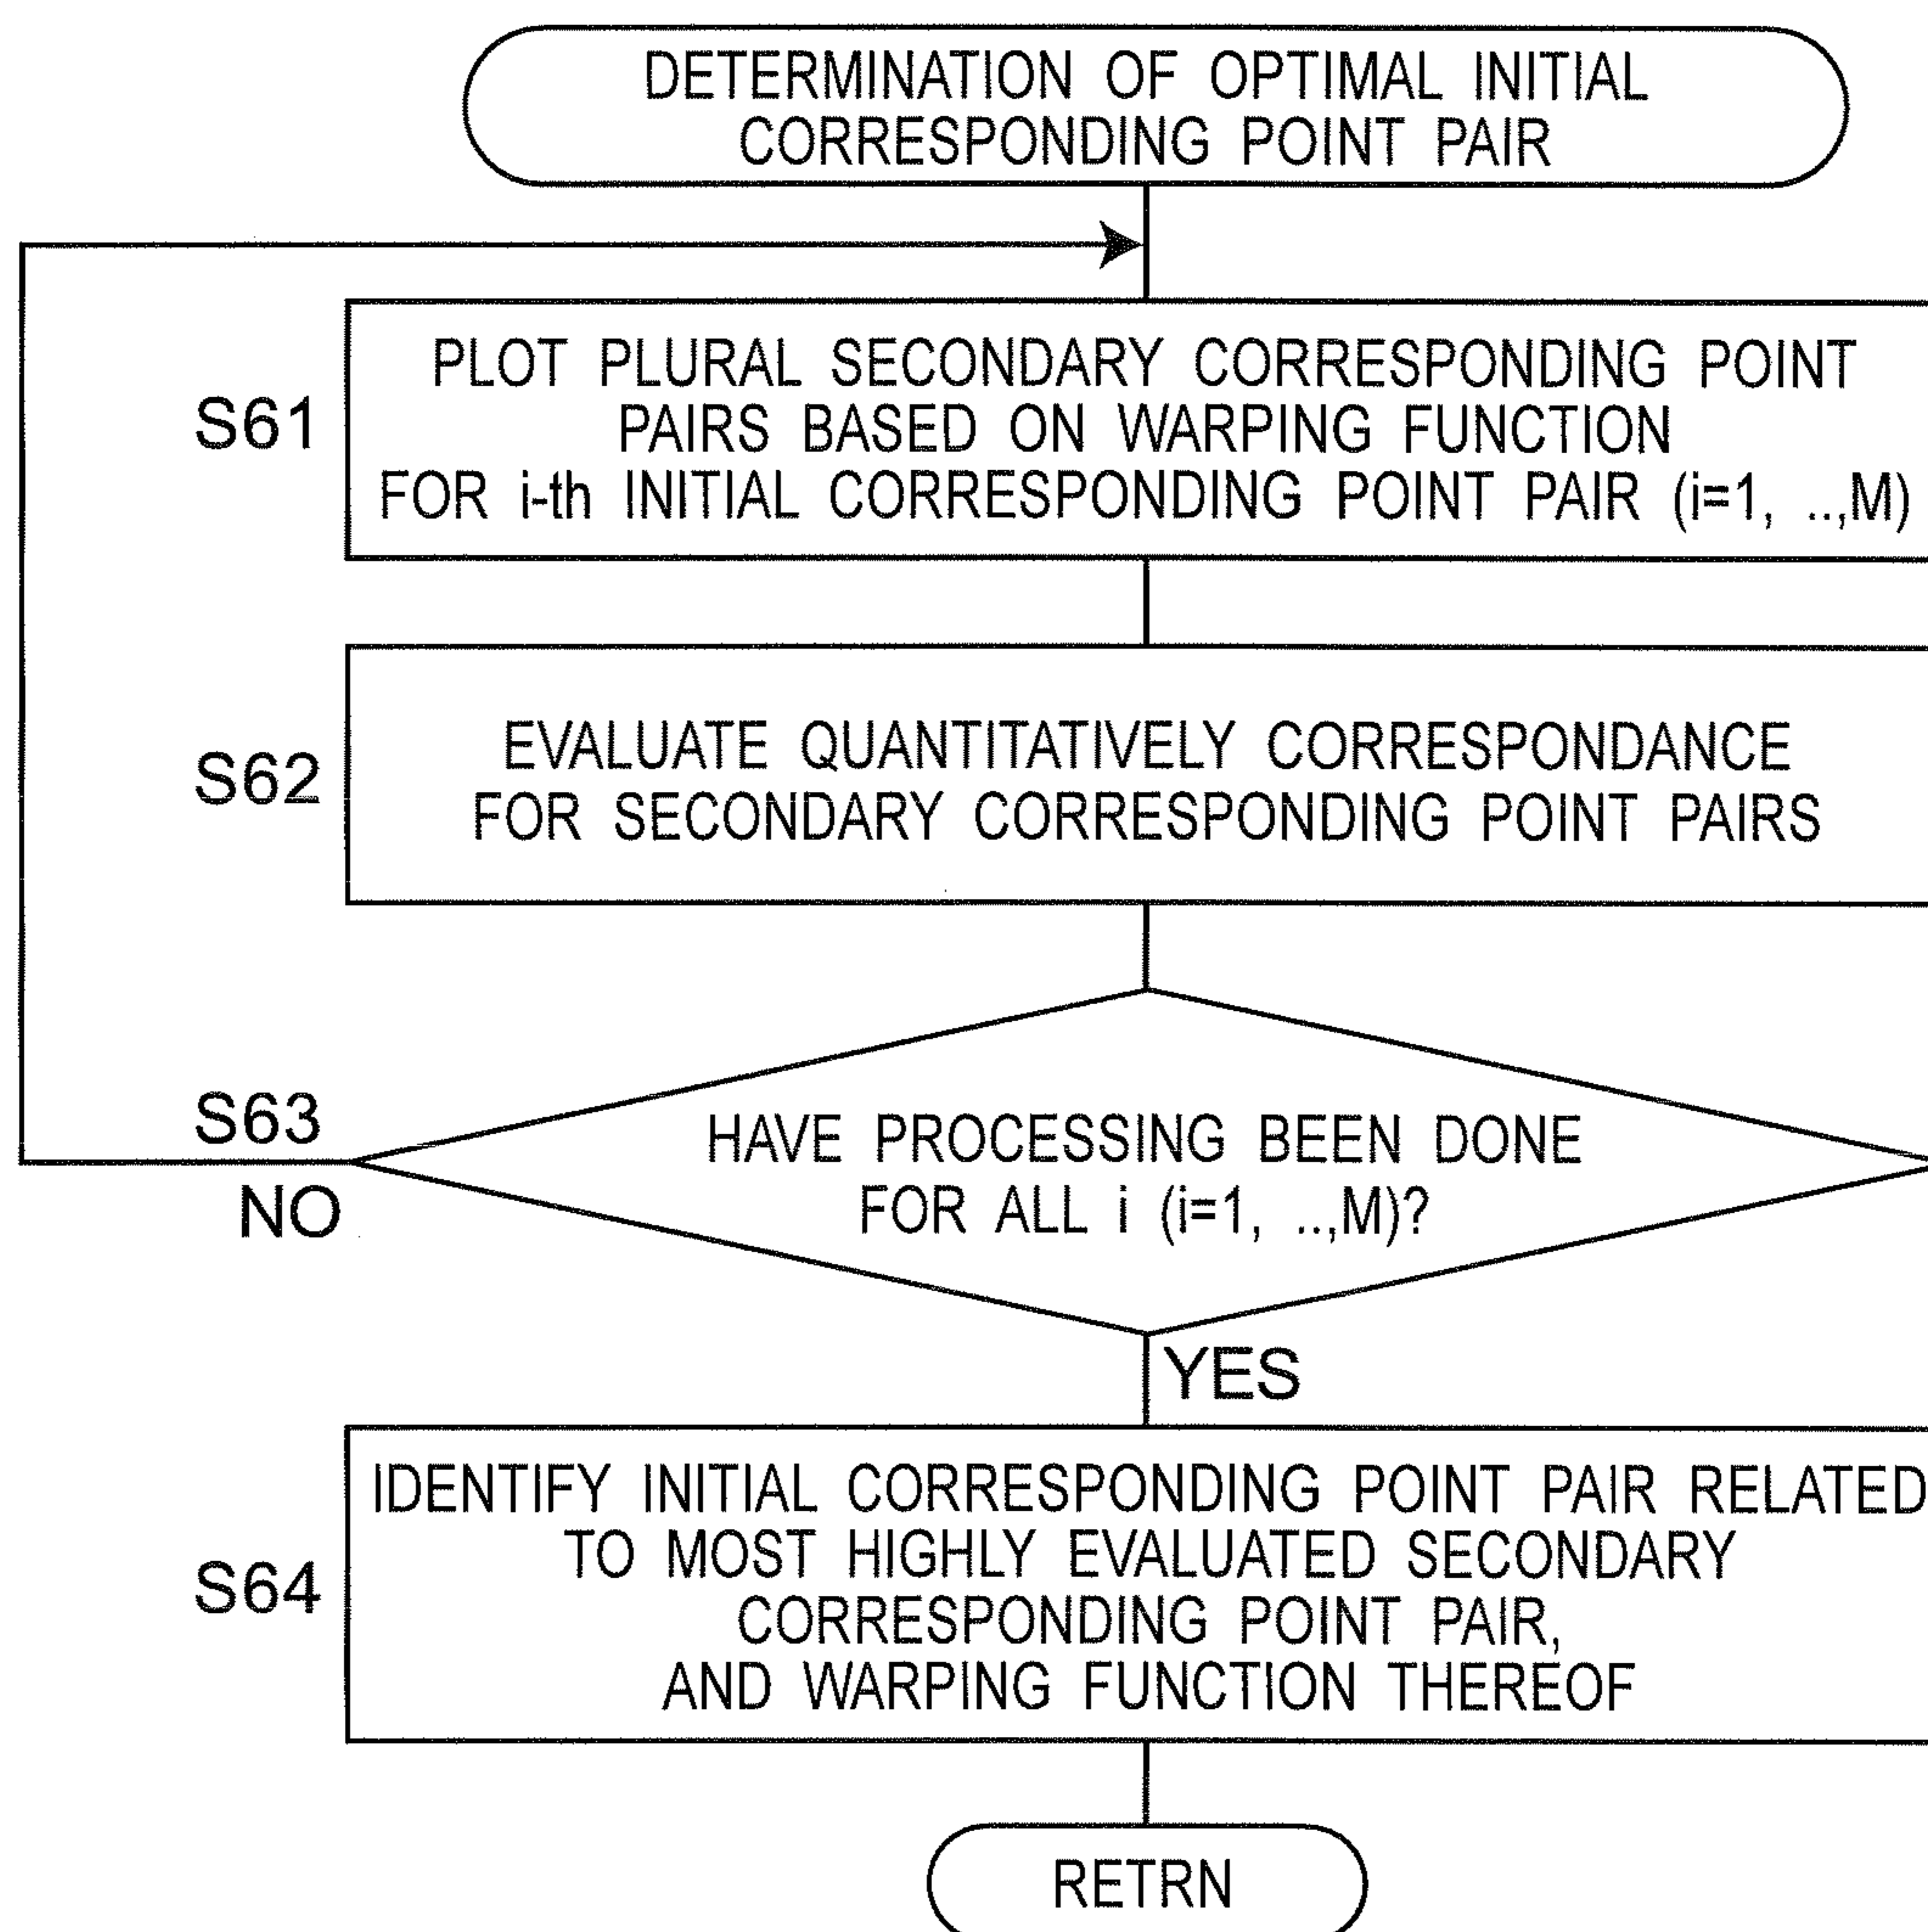 DETERMINATION OF OPTIMAL INITIAL
CORRESPONDING POINT PAIR
S61
PLOT PLURAL SECONDARY CORRESPONDING POINT
PAIRS BASED ON WARPING FUNCTION
FOR i-th INITIAL CORRESPONDING POINT PAIR (i=1, ..,M)
S62
EVALUATE QUANTITATIVELY CORRESPONDANCE
FOR SECONDARY CORRESPONDING POINT PAIRS
S63
HAVE PROCESSING BEEN DONE
FOR ALL i (i=1, ..,M)?
NO
YES
S64
IDENTIFY INITIAL CORRESPONDING POINT PAIR RELATED
TO MOST HIGHLY EVALUATED SECONDARY
CORRESPONDING POINT PAIR,
AND WARPING FUNCTION THEREOF
RETRN